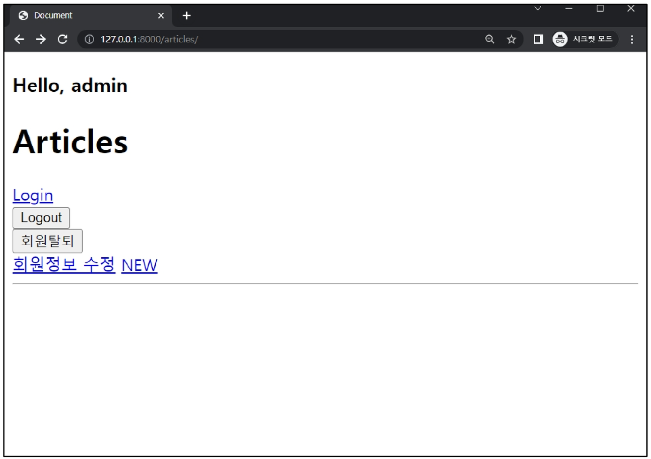 Document
127.0.0.1:8000/articles/
시크릿 모드
Hello, admin
Articles
Login
Logout
회원탈퇴
회원정보 수정 NEW